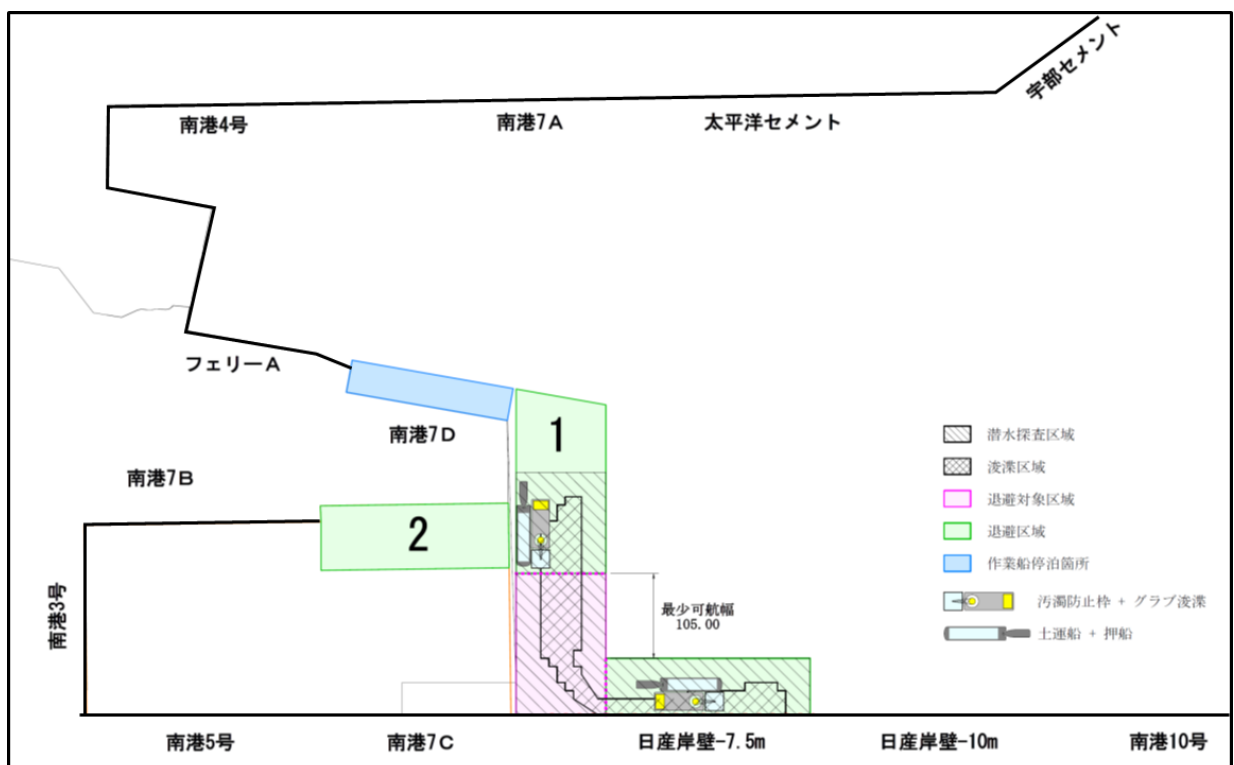 宇部セメント
南港4号
南港7A
太平洋セメント
フェリーA
1
南港7D
南港7B
2
潜水探査区域
浚渫区域
退避対象区域
退避区域
作業船停泊箇所
汚濁防止枠 + グラブ浚渫
土運船 + 押船
最少可航幅
105.00
南港3号
南港5号
南港7C
日産岸壁-7.5m
日産岸壁-10m
南港10号